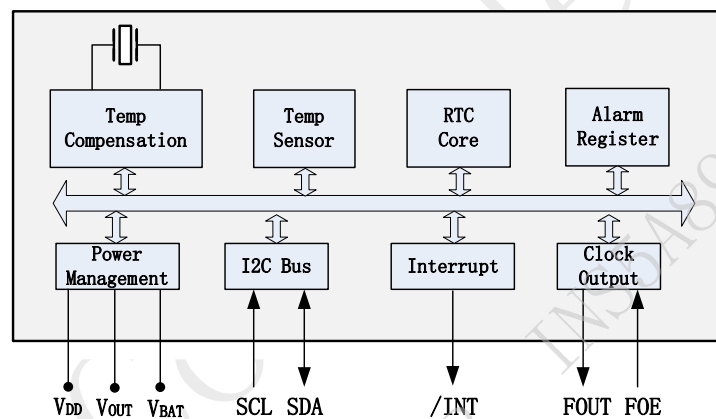 Temp
Compensation
Temp
Sensor
RTC
Core
Alarm
Register
Power
Management
I2C Bus
Interrupt
Clock
Output
VDD VOUT VBAT SCL SDA /INT FOUT FOE